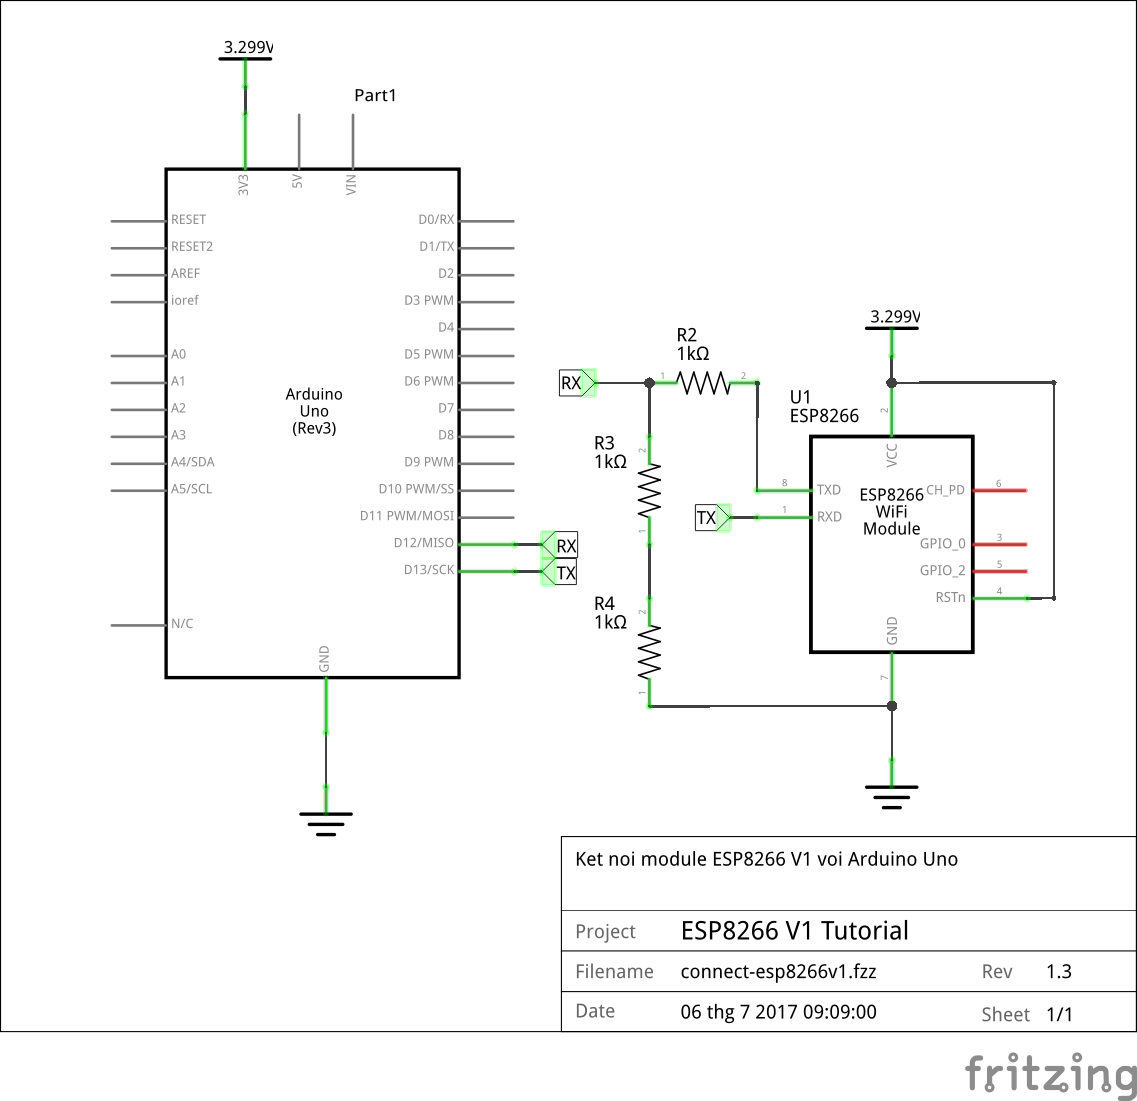 3.299V
Part1
3V3
5V
VIN
RESET
RESET2
AREF
ioref
A0
A1
A2
A3
A4/SDA
A5/SCL
N/C
Arduino
Uno
(Rev3)
D0/RX
D1/TX
D2
D3 PWM
D4
D5 PWM
D6 PWM
D7
D8
D9 PWM
D10 PWM/SS
D11 PWM/MOSI
D12/MISO
D13/SCK
GND
RX
TX
RX
R2
1kΩ
1
2
R3
1kΩ
2
1
R4
1kΩ
2
1
TX
3.299V
U1
ESP8266
2
VCC
8
TXD
1
RXD
ESP8266
WiFi
Module
CH_PD
6
GPIO_0
3
GPIO_2
5
RSTn
4
GND
7
Ket noi module ESP8266 V1 voi Arduino Uno
Project ESP8266 V1 Tutorial
Filename connect-esp8266v1.fzz Rev 1.3
Date 06 thg 7 2017 09:09:00 Sheet 1/1
fritzing